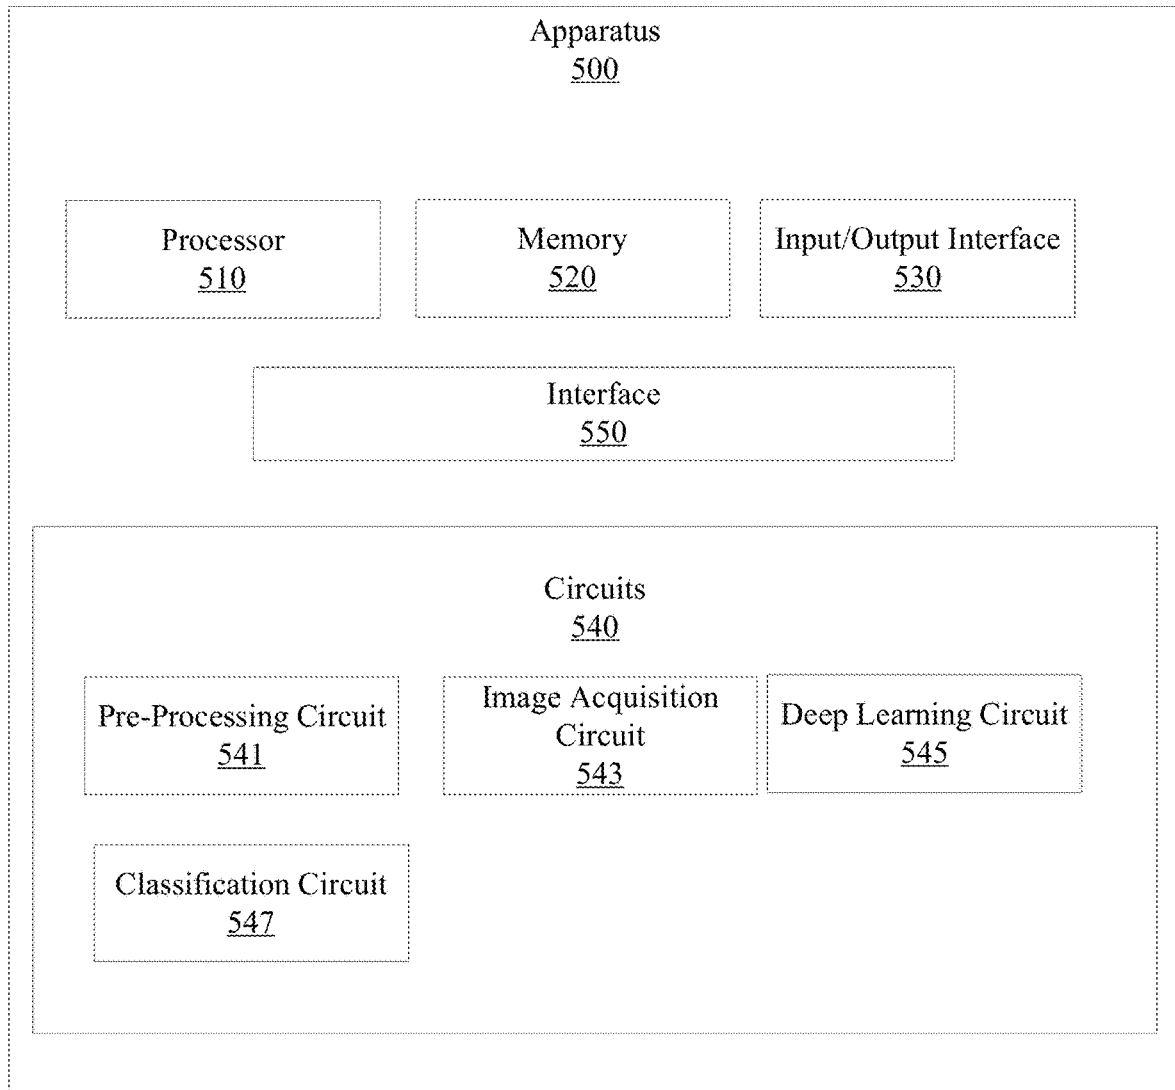 Apparatus
500
Processor
510
Memory
520
Input/Output Interface
530
Interface
550
Circuits
540
Pre-Processing Circuit
541
Image Acquisition
Circuit
543
Deep Learning Circuit
545
Classification Circuit
547